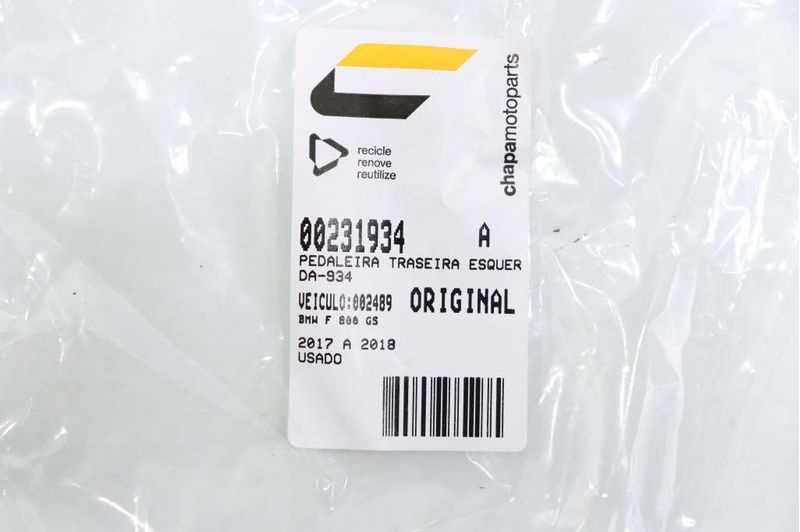 chapamotoparts
recicle
renove
reutilize
00231934 A
PEDALEIRA TRASEIRA ESQUER
DA-934
VEICULO:002489 ORIGINAL
BMW F 800 GS
2017 A 2018
USADO